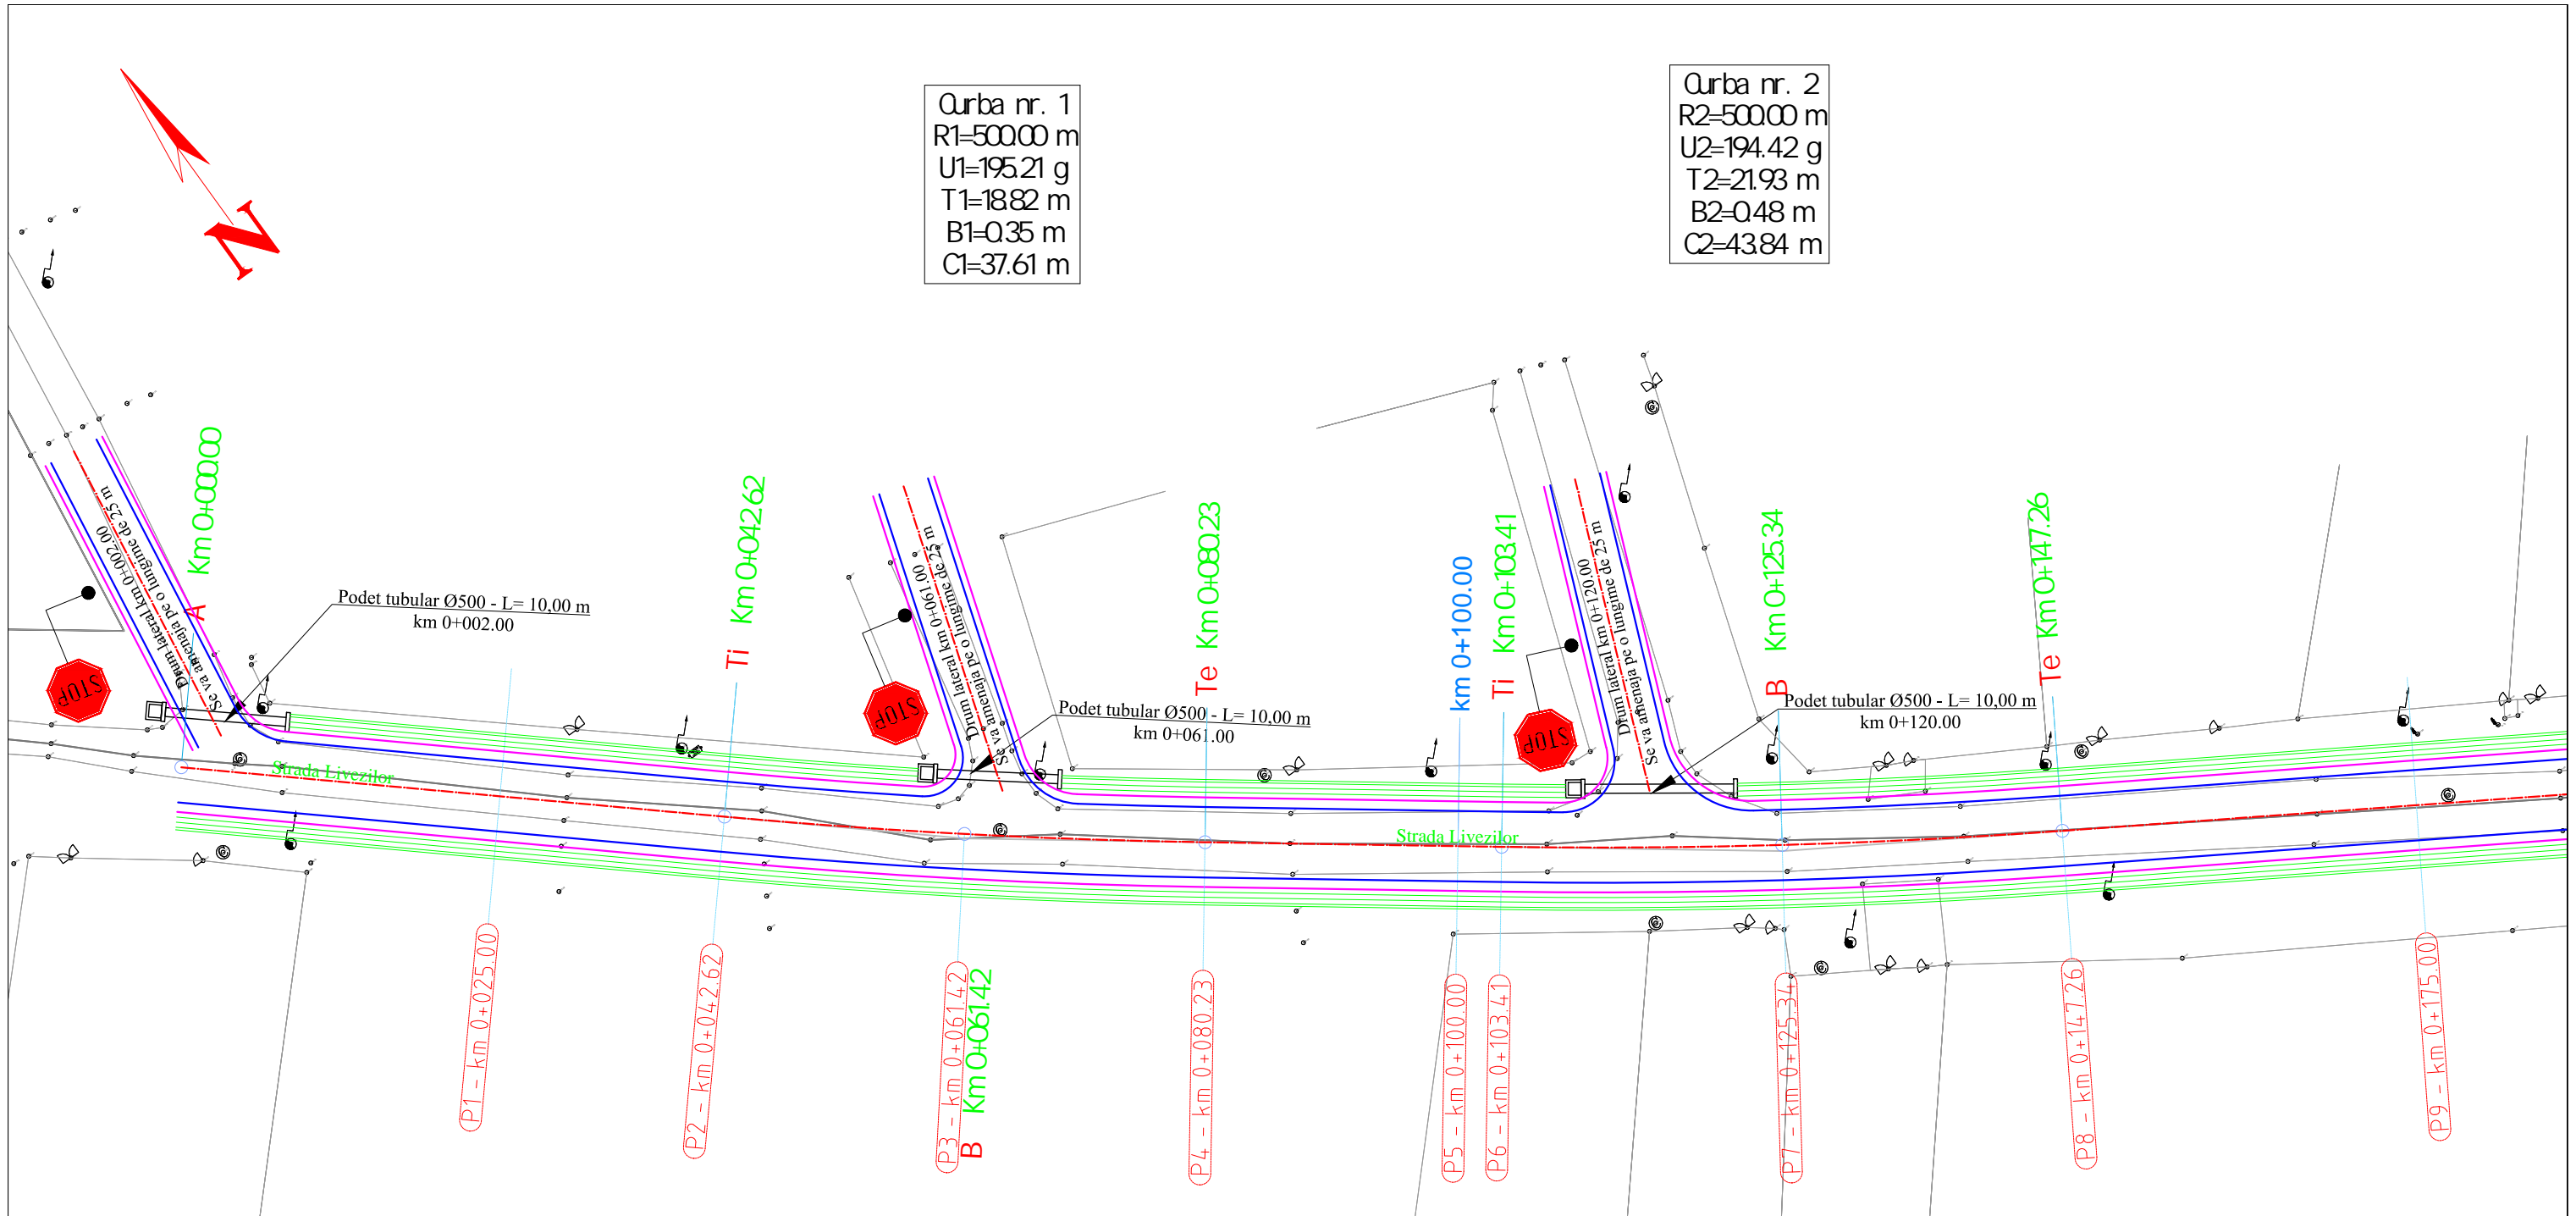 Curba nr. 1
R1=500.00 m
U1=195.21 g
T1=18.82 m
B1=0.35 m
C1=37.61 m
Curba nr. 2
R2=500.00 m
U2=194.42 g
T2=21.93 m
B2=0.48 m
C2=43.84 m
N
Km 0+000.00
A
Drum lateral km 0+002.00
Se va amenaja pe o lungime de 25 m
STOP
Podet tubular Ø500 - L= 10,00 m
km 0+002.00
Km 0+042.62
Ti
Drum lateral km 0+061.00
Se va amenaja pe o lungime de 25 m
STOP
Podet tubular Ø500 - L= 10,00 m
km 0+061.00
Km 0+080.23
Te
km 0+100.00
Km 0+103.41
Ti
Drum lateral km 0+120.00
Se va amenaja pe o lungime de 25 m
STOP
Km 0+125.34
B
Podet tubular Ø500 - L= 10,00 m
km 0+120.00
Km 0+147.26
Te
Strada Livezilor
Strada Livezilor
P1 - km 0+025.00
P2 - km 0+042.62
P3 - km 0+061.42
B Km 0+061.42
P4 - km 0+080.23
P5 - km 0+100.00
P6 - km 0+103.41
P7 - km 0+125.34
P8 - km 0+147.26
P9 - km 0+175.00